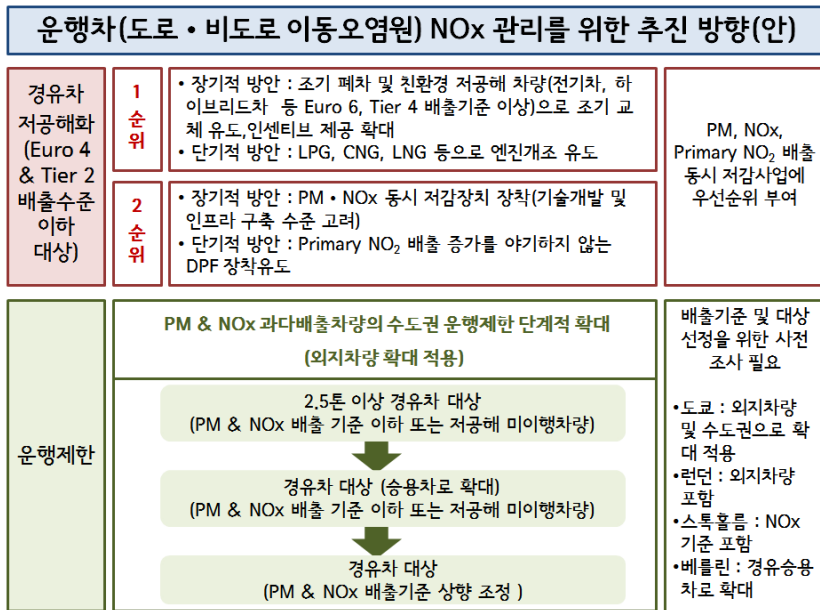 운행차(도로 • 비도로 이동오염원) NOx 관리를 위한 추진 방향(안)
경유차
저공해화
(Euro 4
& Tier 2
배출수준
이하
대상)
1
순
위
• 장기적 방안 : 조기 폐차 및 친환경 저공해 차량(전기차, 하
이브리드차 등 Euro 6, Tier 4 배출기준 이상)으로 조기 교
체 유도,인센티브 제공 확대
• 단기적 방안 : LPG, CNG, LNG 등으로 엔진개조 유도
2
순
위
• 장기적 방안 : PM • NOx 동시 저감장치 장착(기술개발 및
인프라 구축 수준 고려)
• 단기적 방안 : Primary NO₂ 배출 증가를 야기하지 않는
DPF 장착유도
PM, NOx,
Primary NO₂ 배출
동시 저감사업에
우선순위 부여
운행제한
PM & NOx 과다배출차량의 수도권 운행제한 단계적 확대
(외지차량 확대 적용)
2.5톤 이상 경유차 대상
(PM & NOx 배출 기준 이하 또는 저공해 미이행차량)
경유차 대상 (승용차로 확대)
(PM & NOx 배출 기준 이하 또는 저공해 미이행차량)
경유차 대상
(PM & NOx 배출기준 상향 조정 )
배출기준 및 대상
선정을 위한 사전
조사 필요
•도쿄 : 외지차량
및 수도권으로 확
대 적용
•런던 : 외지차량
포함
•스톡홀름 : NOx
기준 포함
•베를린 : 경유승용
차로 확대